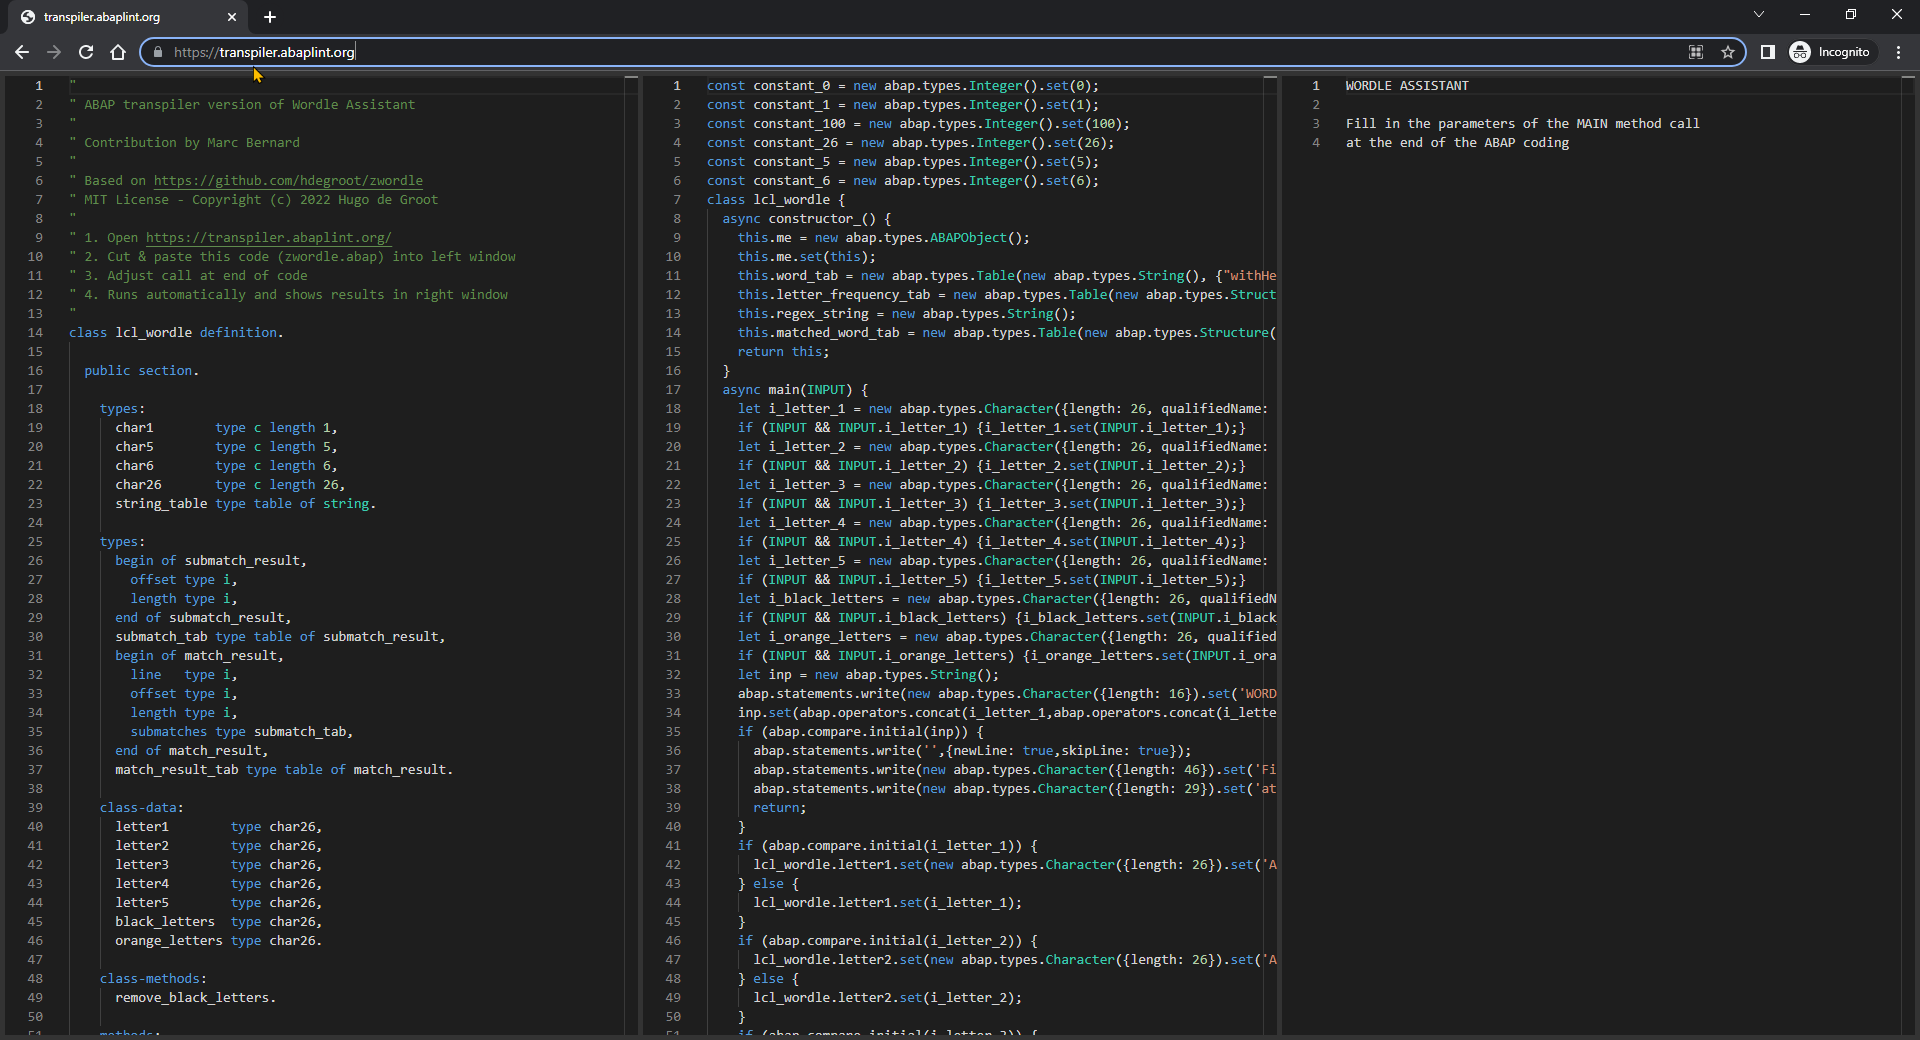 transpiler.abaplint.org
https://transpiler.abaplint.org
Incognito
1 "
2 " ABAP transpiler version of Wordle Assistant
3 "
4 " Contribution by Marc Bernard
5 "
6 " Based on https://github.com/hdegroot/zwordle
7 " MIT License - Copyright (c) 2022 Hugo de Groot
8 "
9 " 1. Open https://transpiler.abaplint.org/
10 " 2. Cut & paste this code (zwordle.abap) into left window
11 " 3. Adjust call at end of code
12 " 4. Runs automatically and shows results in right window
13 "
14 class lcl_wordle definition.
15
16 public section.
17
18 types:
19 char1 type c length 1,
20 char5 type c length 5,
21 char6 type c length 6,
22 char26 type c length 26,
23 string_table type table of string.
24
25 types:
26 begin of submatch_result,
27 offset type i,
28 length type i,
29 end of submatch_result,
30 submatch_tab type table of submatch_result,
31 begin of match_result,
32 line type i,
33 offset type i,
34 length type i,
35 submatches type submatch_tab,
36 end of match_result,
37 match_result_tab type table of match_result.
38
39 class-data:
40 letter1 type char26,
41 letter2 type char26,
42 letter3 type char26,
43 letter4 type char26,
44 letter5 type char26,
45 black_letters type char26,
46 orange_letters type char26.
47
48 class-methods:
49 remove_black_letters.
50
51 methods:
1 const constant_0 = new abap.types.Integer().set(0);
2 const constant_1 = new abap.types.Integer().set(1);
3 const constant_100 = new abap.types.Integer().set(100);
4 const constant_26 = new abap.types.Integer().set(26);
5 const constant_5 = new abap.types.Integer().set(5);
6 const constant_6 = new abap.types.Integer().set(6);
7 class lcl_wordle {
8 async constructor_() {
9 this.me = new abap.types.ABAPObject();
10 this.me.set(this);
11 this.word_tab = new abap.types.Table(new abap.types.String(), {"withHe
12 this.letter_frequency_tab = new abap.types.Table(new abap.types.Struct
13 this.regex_string = new abap.types.String();
14 this.matched_word_tab = new abap.types.Table(new abap.types.Structure(
15 return this;
16 }
17 async main(INPUT) {
18 let i_letter_1 = new abap.types.Character({length: 26, qualifiedName:
19 if (INPUT && INPUT.i_letter_1) {i_letter_1.set(INPUT.i_letter_1);}
20 let i_letter_2 = new abap.types.Character({length: 26, qualifiedName:
21 if (INPUT && INPUT.i_letter_2) {i_letter_2.set(INPUT.i_letter_2);}
22 let i_letter_3 = new abap.types.Character({length: 26, qualifiedName:
23 if (INPUT && INPUT.i_letter_3) {i_letter_3.set(INPUT.i_letter_3);}
24 let i_letter_4 = new abap.types.Character({length: 26, qualifiedName:
25 if (INPUT && INPUT.i_letter_4) {i_letter_4.set(INPUT.i_letter_4);}
26 let i_letter_5 = new abap.types.Character({length: 26, qualifiedName:
27 if (INPUT && INPUT.i_letter_5) {i_letter_5.set(INPUT.i_letter_5);}
28 let i_black_letters = new abap.types.Character({length: 26, qualifiedN
29 if (INPUT && INPUT.i_black_letters) {i_black_letters.set(INPUT.i_black
30 let i_orange_letters = new abap.types.Character({length: 26, qualified
31 if (INPUT && INPUT.i_orange_letters) {i_orange_letters.set(INPUT.i_ora
32 let inp = new abap.types.String();
33 abap.statements.write(new abap.types.Character({length: 16}).set('WORD
34 inp.set(abap.operators.concat(i_letter_1,abap.operators.concat(i_lette
35 if (abap.compare.initial(inp)) {
36 abap.statements.write('',{newLine: true,skipLine: true});
37 abap.statements.write(new abap.types.Character({length: 46}).set('Fi
38 abap.statements.write(new abap.types.Character({length: 29}).set('at
39 return;
40 }
41 if (abap.compare.initial(i_letter_1)) {
42 lcl_wordle.letter1.set(new abap.types.Character({length: 26}).set('A
43 } else {
44 lcl_wordle.letter1.set(i_letter_1);
45 }
46 if (abap.compare.initial(i_letter_2)) {
47 lcl_wordle.letter2.set(new abap.types.Character({length: 26}).set('A
48 } else {
49 lcl_wordle.letter2.set(i_letter_2);
50 }
51 if (abap.compare.initial(i_letter_3)) {
1 WORDLE ASSISTANT
2
3 Fill in the parameters of the MAIN method call
4 at the end of the ABAP coding